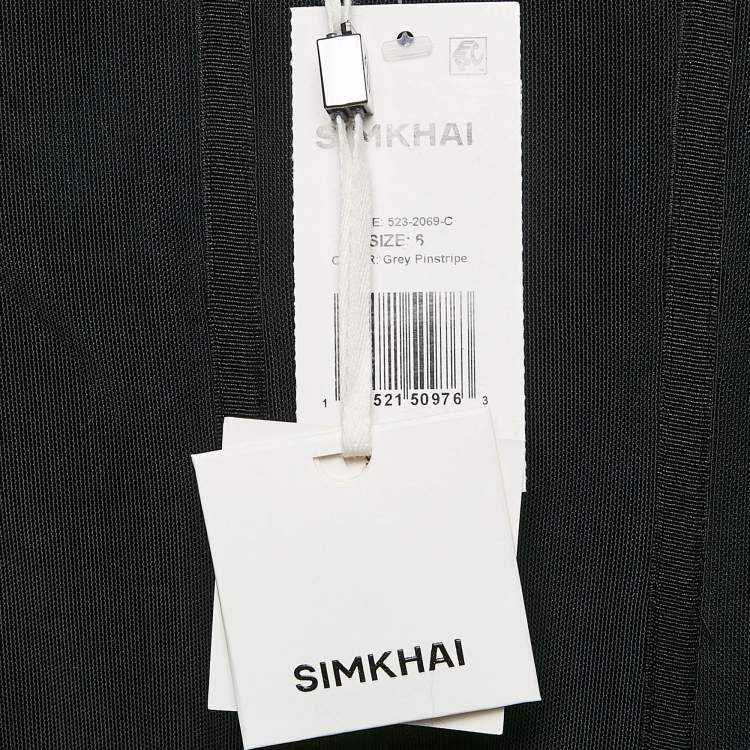 SIMKHAI
E: 523-2069-C
SIZE: 6
C R: Grey Pinstripe
1 521 50976 3
SIMKHAI